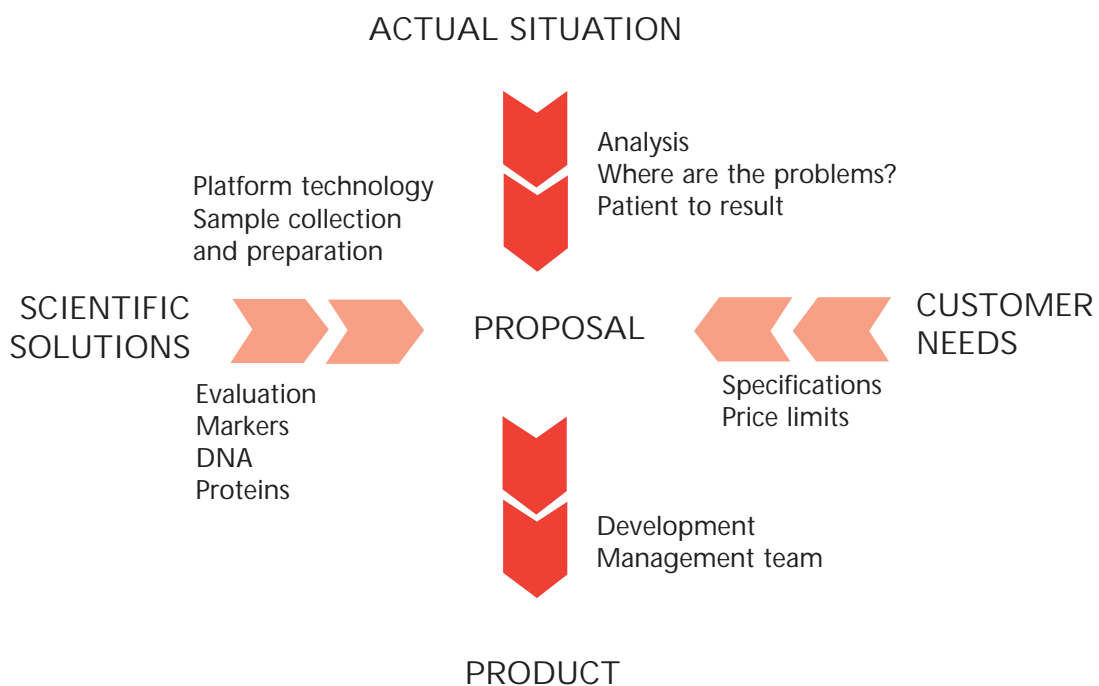 ACTUAL SITUATION
Analysis
Where are the problems?
Patient to result
Platform technology
Sample collection
and preparation
SCIENTIFIC
SOLUTIONS
PROPOSAL
CUSTOMER
NEEDS
Evaluation
Markers
DNA
Proteins
Specifications
Price limits
Development
Management team
PRODUCT